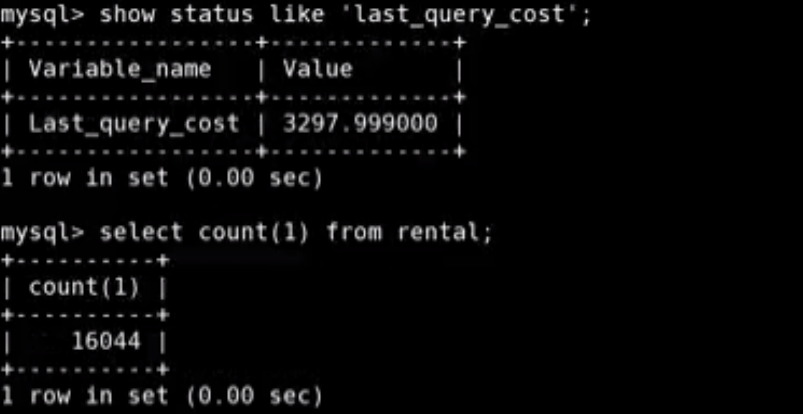 mysql> show status like 'last_query_cost';
+-----------------+-------------+
| Variable_name   | Value       |
+-----------------+-------------+
| Last_query_cost | 3297.999000 |
+-----------------+-------------+
1 row in set (0.00 sec)
mysql> select count(1) from rental;
+----------+
| count(1) |
+----------+
|    16044 |
+----------+
1 row in set (0.00 sec)